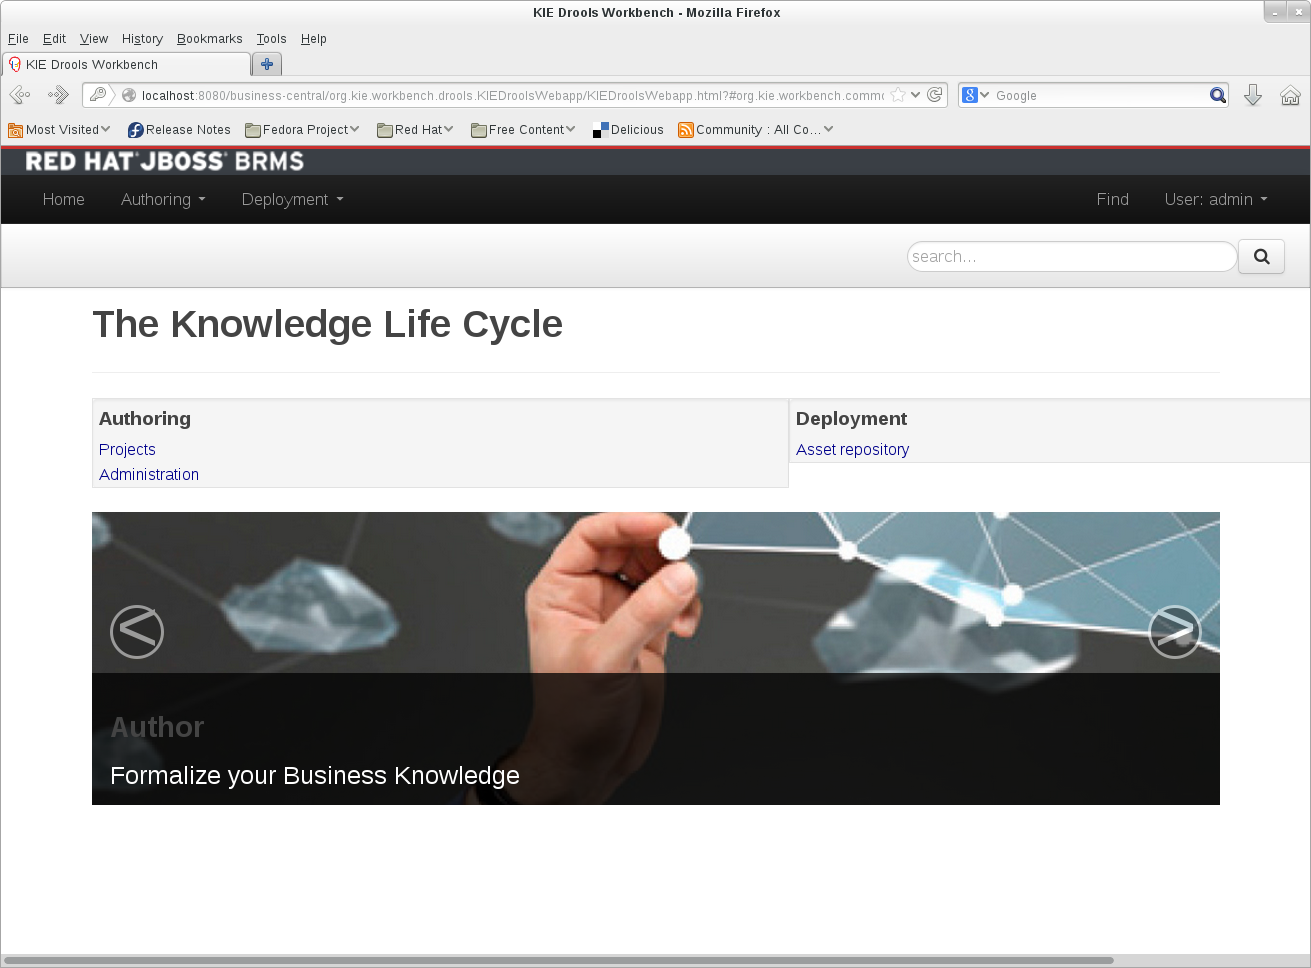 KIE Drools Workbench - Mozilla Firefox
File Edit View History Bookmarks Tools Help
KIE Drools Workbench
localhost:8080/business-central/org.kie.workbench.drools.KIEDroolsWebapp/KIEDroolsWebapp.html?#org.kie.workbench.commo
Google
Most Visited Release Notes Fedora Project Red Hat Free Content Delicious Community : All Co...
RED HAT JBOSS BRMS
Home Authoring Deployment Find User: admin
search...
The Knowledge Life Cycle
Authoring Deployment
Projects Asset repository
Administration
Author
Formalize your Business Knowledge